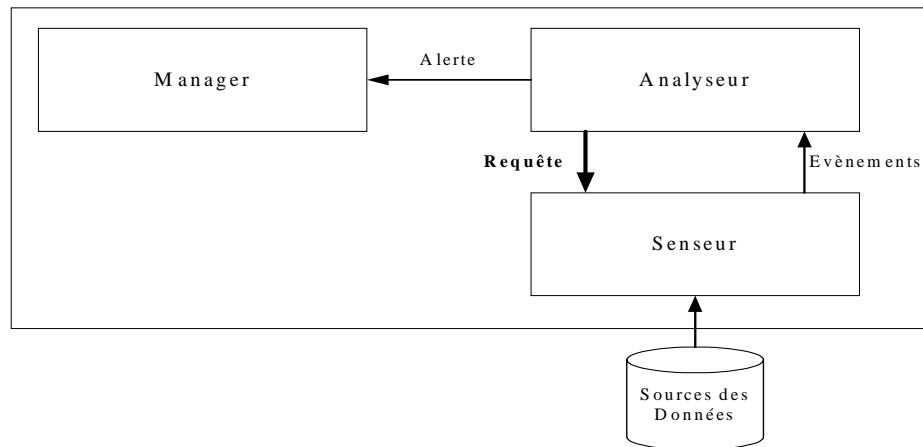 Alerte
Manager
Analyseur
Requête
Evènements
Senseur
Sources des
Données